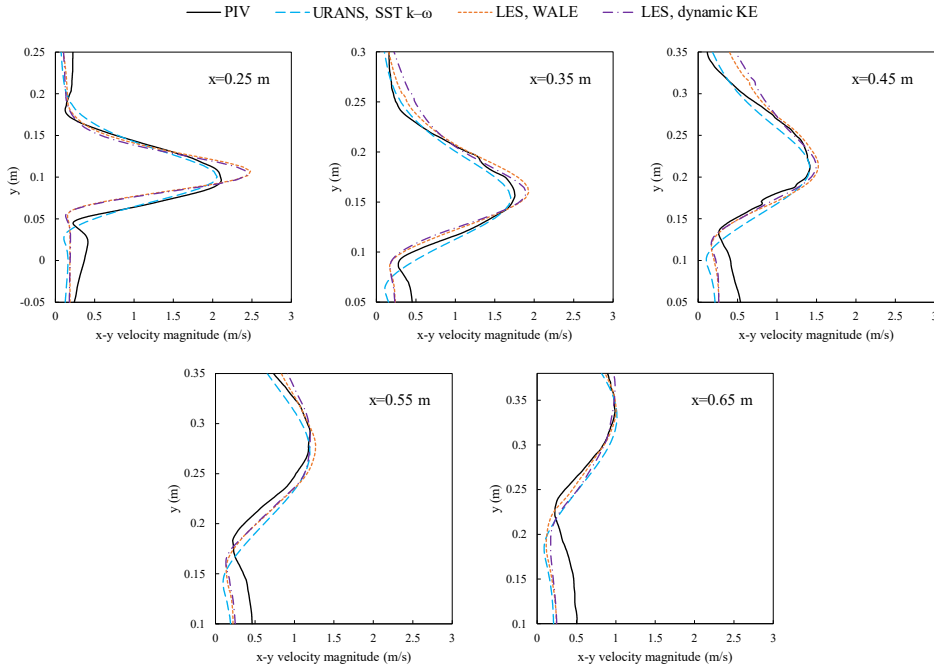 PIV URANS, SST k–ω LES, WALE LES, dynamic KE
x=0.25 m
0.25
0.2
0.15
0.1
0.05
0
-0.05
y (m)
0 0.5 1 1.5 2 2.5 3
x-y velocity magnitude (m/s)
x=0.35 m
0.3
0.25
0.2
0.15
0.1
0.05
y (m)
0 0.5 1 1.5 2 2.5 3
x-y velocity magnitude (m/s)
x=0.45 m
0.35
0.3
0.25
0.2
0.15
0.1
0.05
y (m)
0 0.5 1 1.5 2 2.5 3
x-y velocity magnitude (m/s)
x=0.55 m
0.35
0.3
0.25
0.2
0.15
0.1
y (m)
0 0.5 1 1.5 2 2.5 3
x-y velocity magnitude (m/s)
x=0.65 m
0.35
0.3
0.25
0.2
0.15
0.1
y (m)
0 0.5 1 1.5 2 2.5 3
x-y velocity magnitude (m/s)